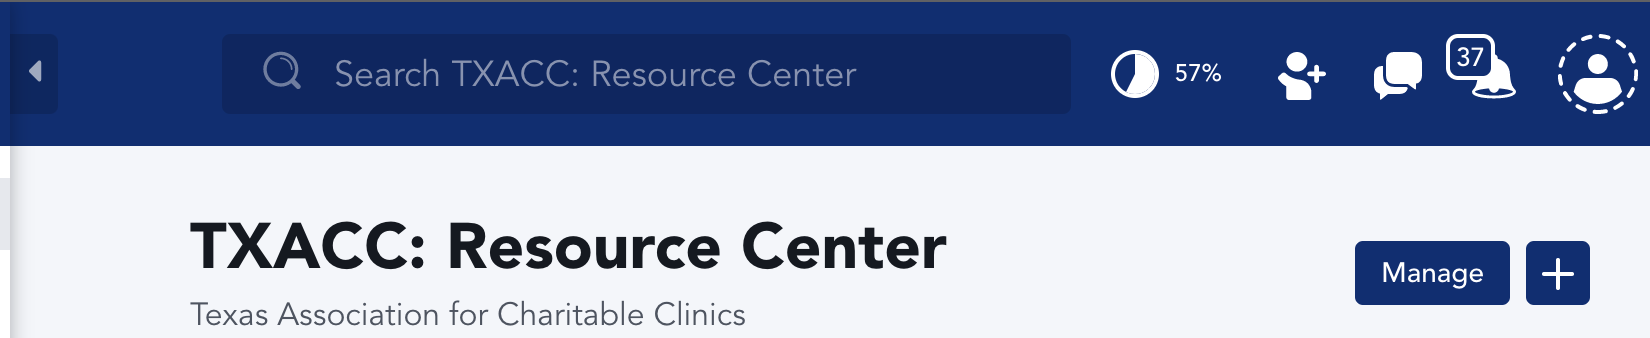 Search TXACC: Resource Center
57%
37
TXACC: Resource Center
Manage
+
Texas Association for Charitable Clinics